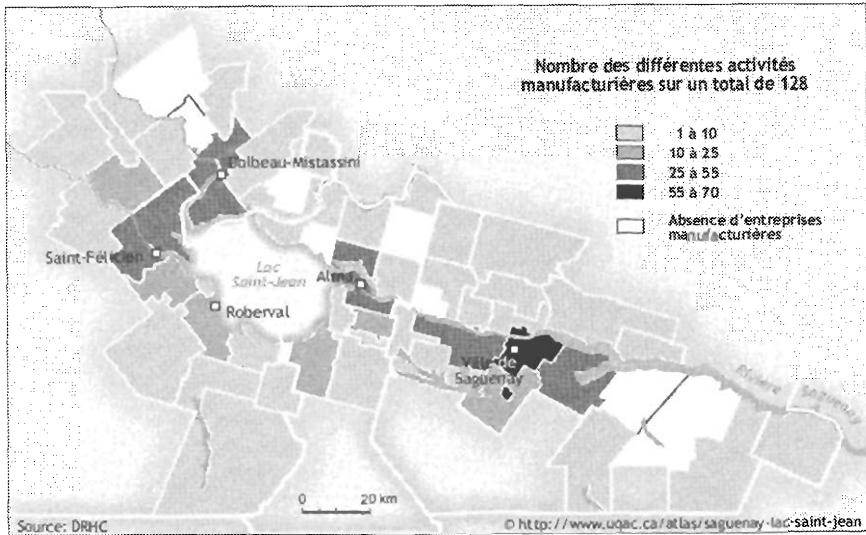 Nombre des différentes activités
manufacturières sur un total de 128
1 à 10
10 à 25
25 à 55
55 à 70
Absence d'entreprises
manufacturières
Dolbeau-Mistassini
Saint-Félicien
Lac
Saint-Jean
Alma
Roberval
Ville de
Saguenay
Rivière Saguenay
0 20 km
Source: DRHC
© http://www.uqac.ca/atlas/saguenay-lac-saint-jean